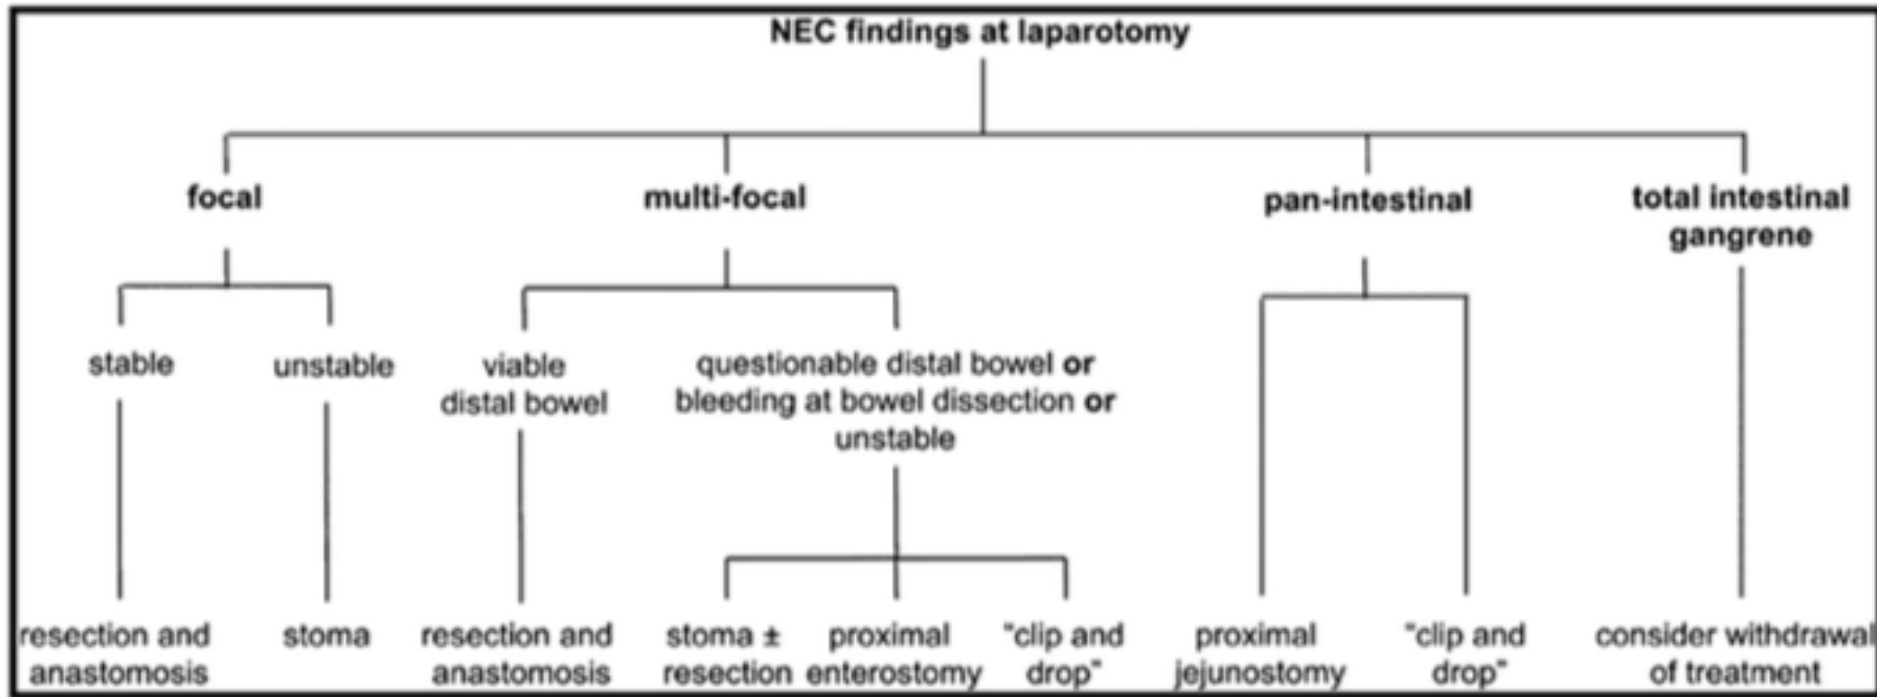 NEC findings at laparotomy
focal
multi-focal
pan-intestinal
total intestinal
gangrene
stable
unstable
viable
distal bowel
questionable distal bowel or
bleeding at bowel dissection or
unstable
resection and
anastomosis
stoma
resection and
anastomosis
stoma ±
resection
proximal
enterostomy
"clip and
drop"
proximal
jejunostomy
"clip and
drop"
consider withdrawal
of treatment